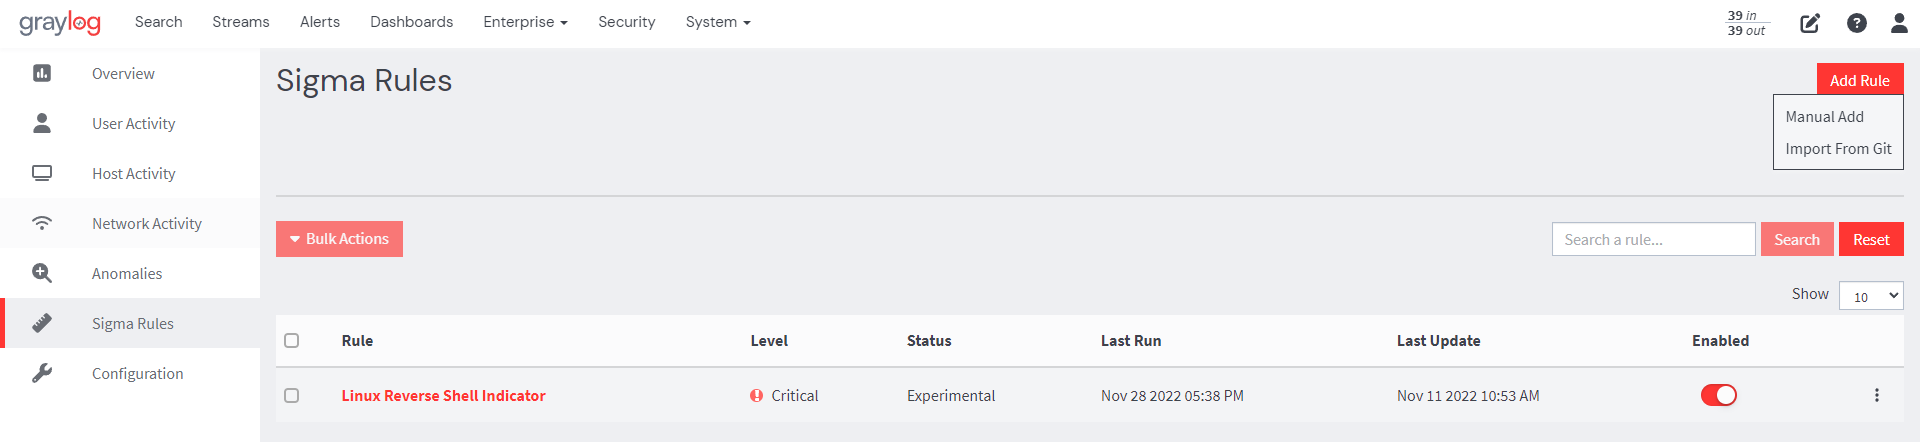 graylog Search Streams Alerts Dashboards Enterprise Security System 39 in
39 out
Overview
User Activity
Host Activity
Network Activity
Anomalies
Sigma Rules
Configuration
Sigma Rules
Add Rule
Manual Add
Import From Git
Bulk Actions Search a rule... Search Reset
Show 10
Rule Level Status Last Run Last Update Enabled
Linux Reverse Shell Indicator Critical Experimental Nov 28 2022 05:38 PM Nov 11 2022 10:53 AM